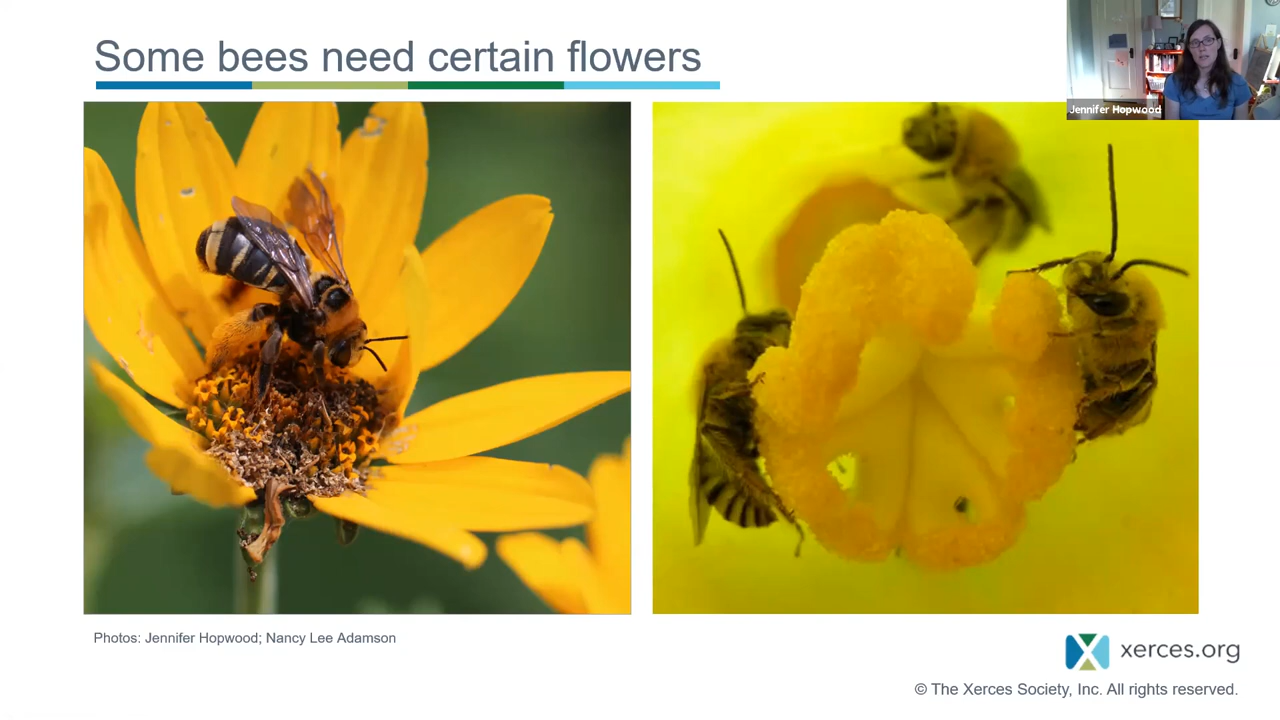 Some bees need certain flowers
Jennifer Hopwood
Photos: Jennifer Hopwood; Nancy Lee Adamson
xerces.org
© The Xerces Society, Inc. All rights reserved.